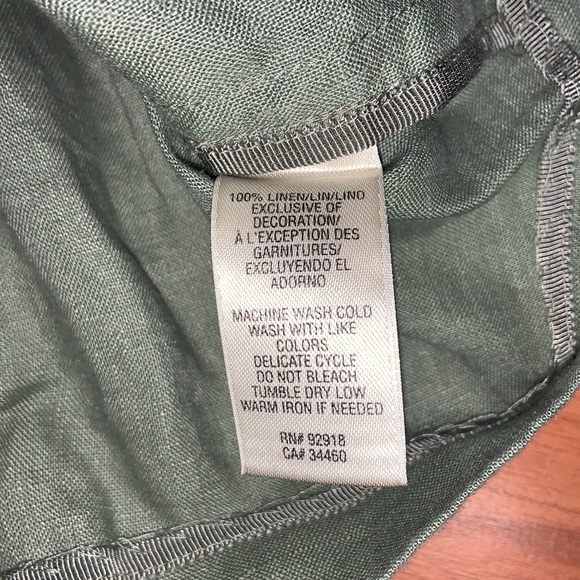 100% LINEN/LIN/LINO
EXCLUSIVE OF
DECORATION/
À L'EXCEPTION DES
GARNITURES/
EXCLUYENDO EL
ADORNO
MACHINE WASH COLD
WASH WITH LIKE
COLORS
DELICATE CYCLE
DO NOT BLEACH
TUMBLE DRY LOW
WARM IRON IF NEEDED
RN# 92918
CA# 34460